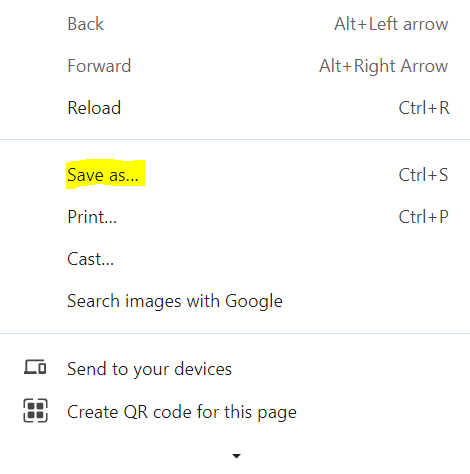 Back Alt+Left arrow
Forward Alt+Right Arrow
Reload Ctrl+R
Save as... Ctrl+S
Print... Ctrl+P
Cast...
Search images with Google
Send to your devices
Create QR code for this page